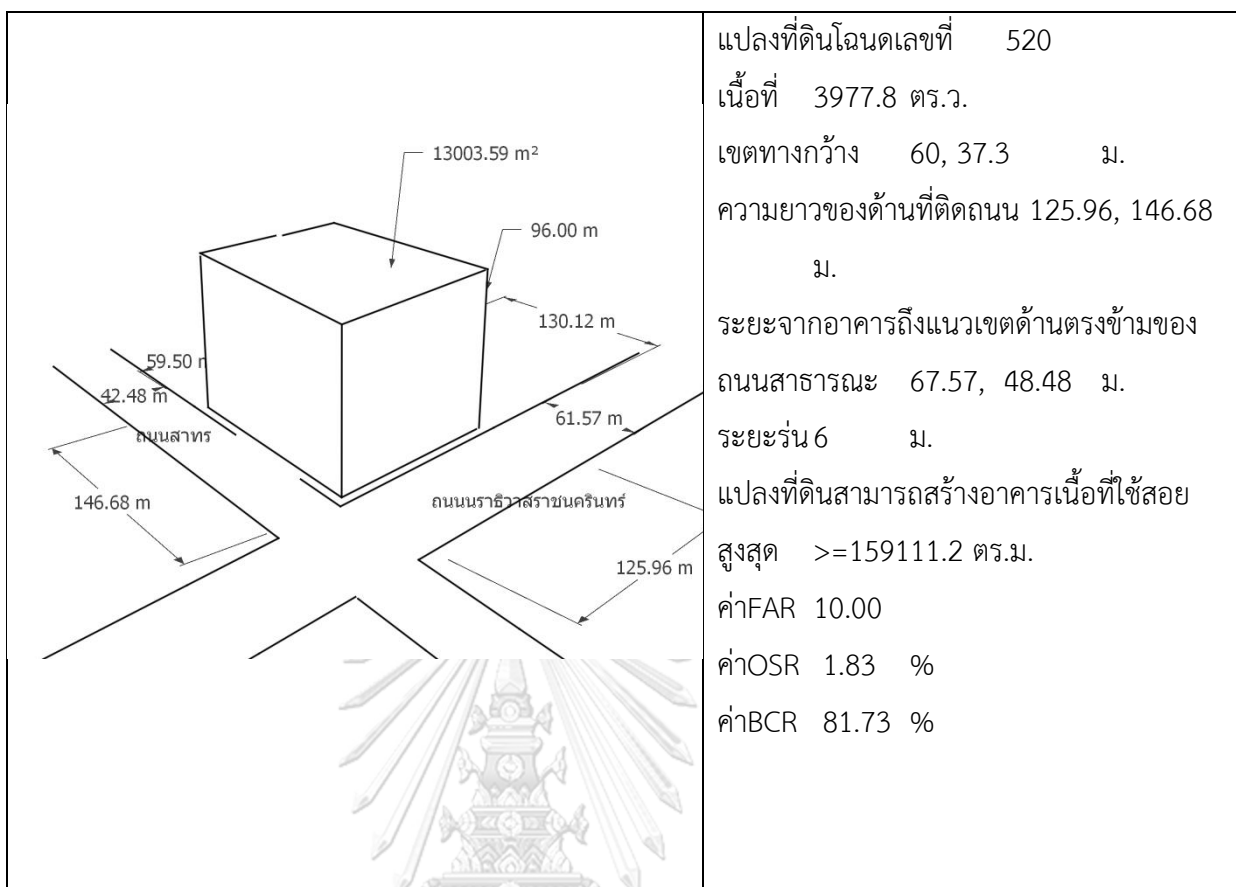 13003.59 m²
96.00 m
130.12 m
59.50 m
42.48 m
61.57 m
ถนนสาทร
146.68 m
ถนนนราธิวาสราชนครินทร์
125.96 m
แปลงที่ดินโฉนดเลขที่ 520
เนื้อที่ 3977.8 ตร.ว.
เขตทางกว้าง 60, 37.3 ม.
ความยาวของด้านที่ติดถนน 125.96, 146.68
ม.
ระยะจากอาคารถึงแนวเขตด้านตรงข้ามของ
ถนนสาธารณะ 67.57, 48.48 ม.
ระยะร่น 6 ม.
แปลงที่ดินสามารถสร้างอาคารเนื้อที่ใช้สอย
สูงสุด >=159111.2 ตร.ม.
ค่าFAR 10.00
ค่าOSR 1.83 %
ค่าBCR 81.73 %